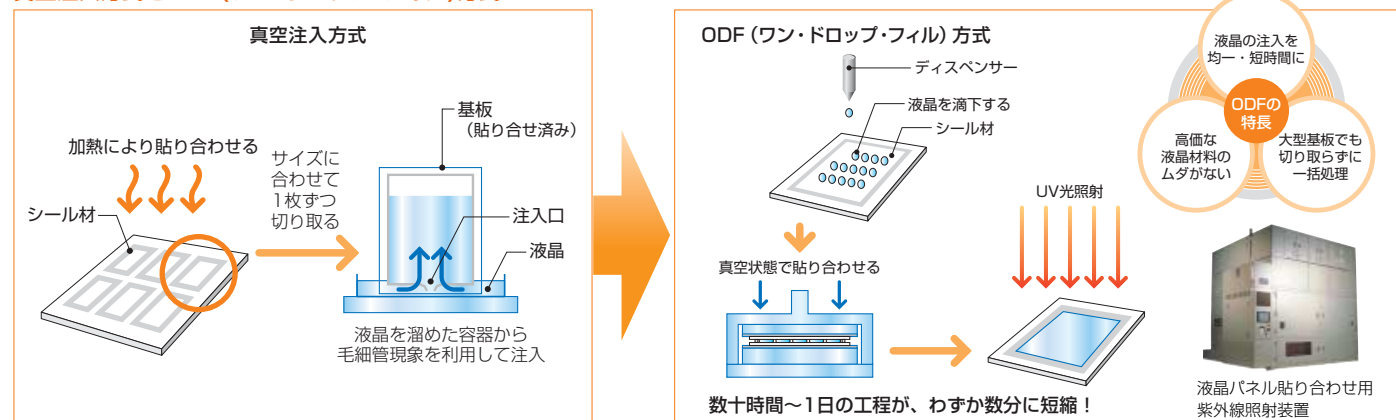 真空注入方式
加熱により貼り合わせる
シール材
サイズに
合わせて
1枚ずつ
切り取る
基板
(貼り合せ済み)
注入口
液晶
液晶を溜めた容器から
毛細管現象を利用して注入
ODF(ワン・ドロップ・フィル)方式
ディスペンサー
液晶を滴下する
シール材
真空状態で貼り合わせる
UV光照射
数十時間~1日の工程が、わずか数分に短縮!
液晶の注入を
均一・短時間に
ODFの
特長
高価な
液晶材料の
ムダがない
大型基板でも
切り取らずに
一括処理
液晶パネル貼り合わせ用
紫外線照射装置